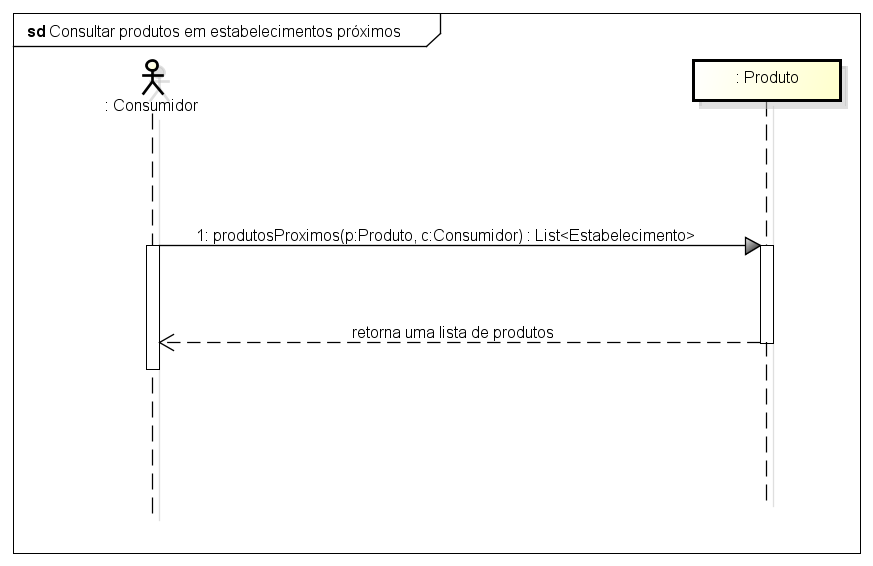 sd Consultar produtos em estabelecimentos próximos
: Consumidor
: Produto
1: produtosProximos(p:Produto, c:Consumidor) : List<Estabelecimento>
retorna uma lista de produtos